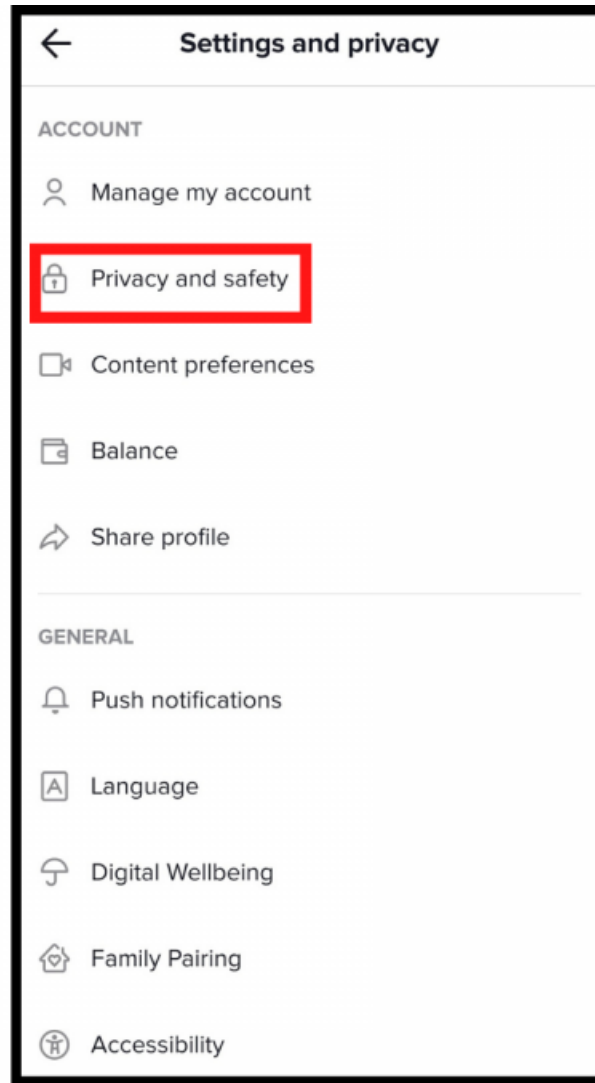 Settings and privacy
ACCOUNT
Manage my account
Privacy and safety
Content preferences
Balance
Share profile
GENERAL
Push notifications
Language
Digital Wellbeing
Family Pairing
Accessibility